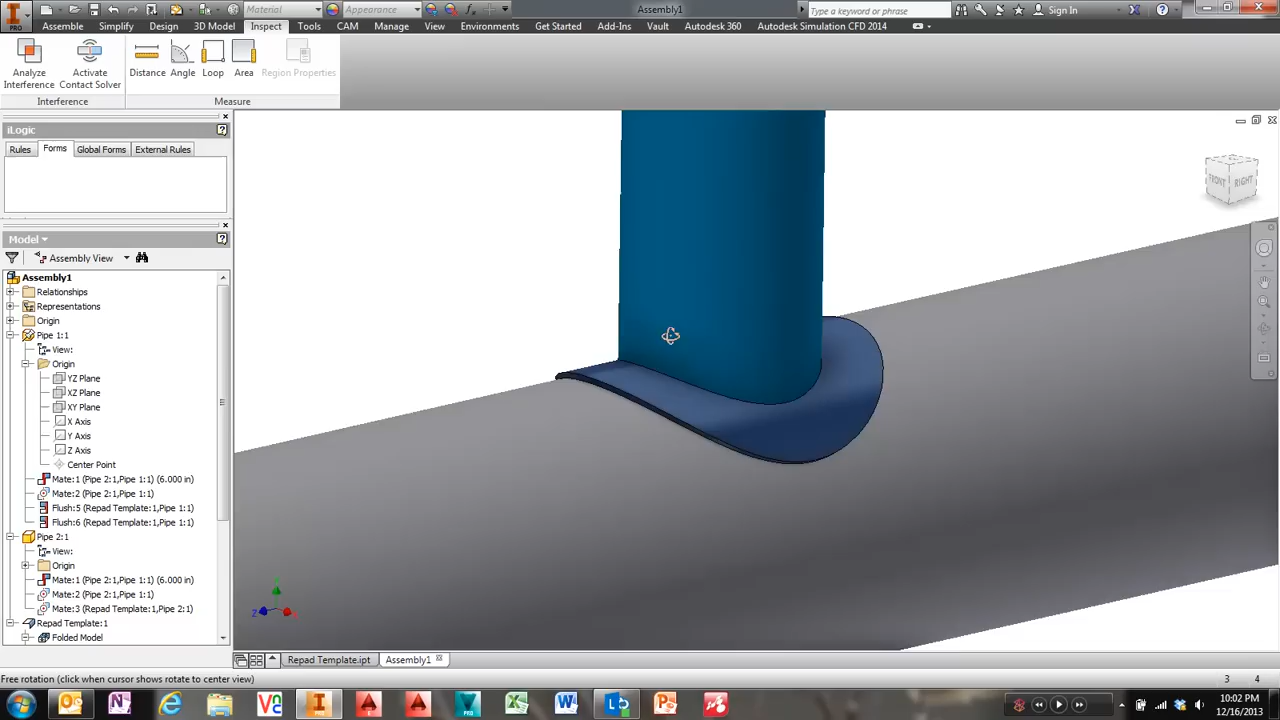 Material
Appearance
Assembly1
Type a keyword or phrase
Sign In
PRO
Assemble Simplify Design 3D Model Inspect Tools CAM Manage View Environments Get Started Add-Ins Vault Autodesk 360 Autodesk Simulation CFD 2014
Analyze Interference
Activate Contact Solver
Distance
Angle
Loop
Area
Region Properties
Interference
Measure
iLogic
Rules Forms Global Forms External Rules
Model
Assembly View
Assembly1
Relationships
Representations
Origin
Pipe 1:1
View:
Origin
YZ Plane
XZ Plane
XY Plane
X Axis
Y Axis
Z Axis
Center Point
Mate:1 (Pipe 2:1,Pipe 1:1) (6.000 in)
Mate:2 (Pipe 2:1,Pipe 1:1)
Flush:5 (Repad Template:1,Pipe 1:1)
Flush:6 (Repad Template:1,Pipe 1:1)
Pipe 2:1
View:
Origin
Mate:1 (Pipe 2:1,Pipe 1:1) (6.000 in)
Mate:2 (Pipe 2:1,Pipe 1:1)
Mate:3 (Repad Template:1,Pipe 2:1)
Repad Template:1
Folded Model
FRONT
RIGHT
Z
Repad Template.ipt
Assembly1
Free rotation (click when cursor shows rotate to center view)
3 4
10:02 PM
12/16/2013